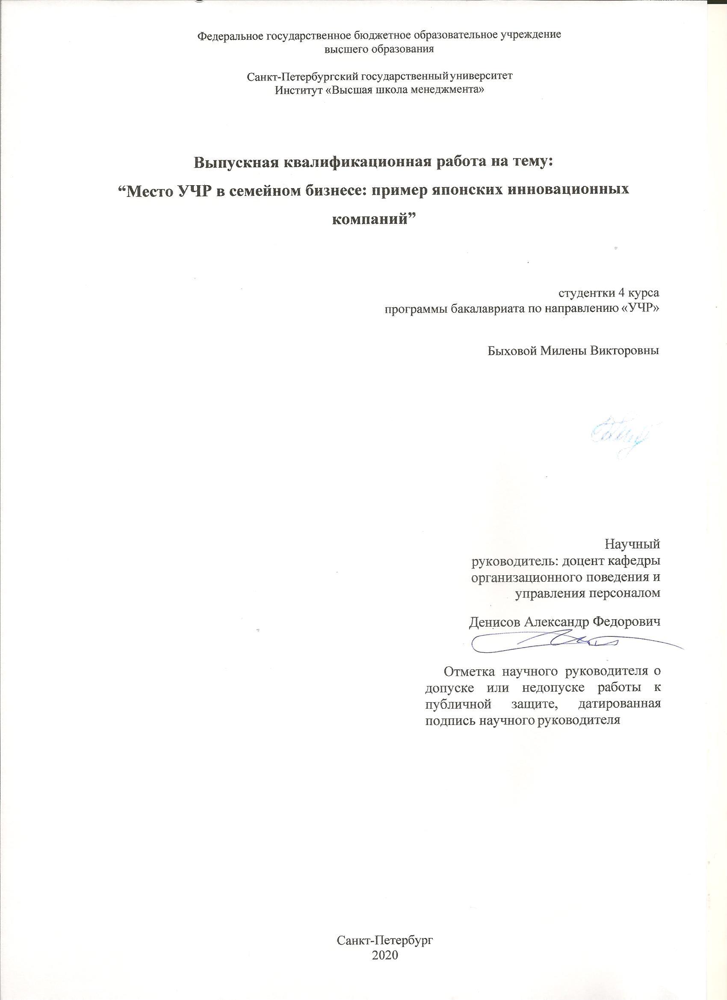 Федеральное государственное бюджетное образовательное учреждение
высшего образования
Санкт-Петербургский государственный университет
Институт «Высшая школа менеджмента»
Выпускная квалификационная работа на тему:
“Место УЧР в семейном бизнесе: пример японских инновационных
компаний”
студентки 4 курса
программы бакалавриата по направлению «УЧР»
Быховой Милены Викторовны
Научный
руководитель: доцент кафедры
организационного поведения и
управления персоналом
Денисов Александр Федорович
Отметка научного руководителя о
допуске или недопуске работы к
публичной защите, датированная
подпись научного руководителя
Санкт-Петербург
2020